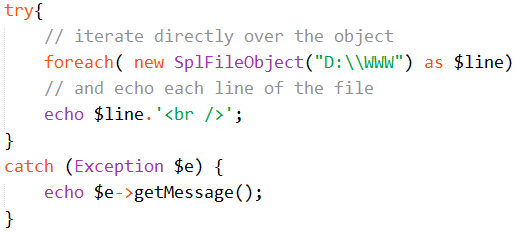 try{
    // iterate directly over the object
    foreach( new SplFileObject("D:\\WWW") as $line)
    // and echo each line of the file
    echo $line.'<br />';
}
catch (Exception $e) {
    echo $e->getMessage();
}